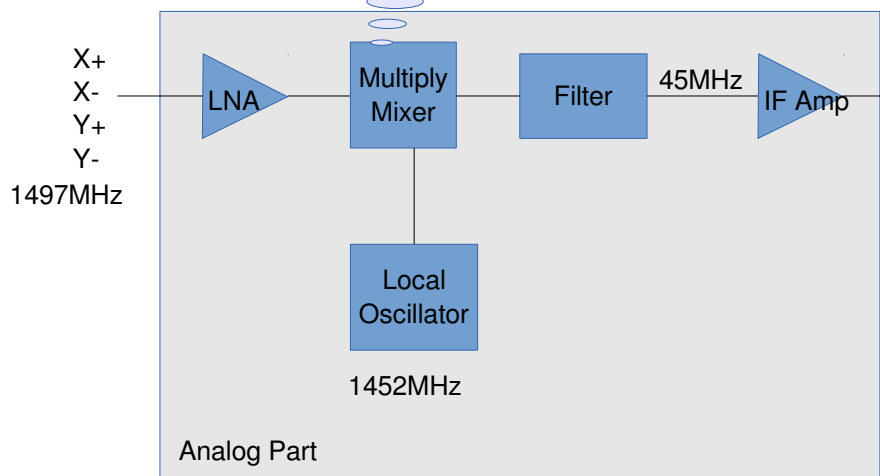 X+
X-
Y+
Y-
1497MHz
LNA
Multiply
Mixer
Filter
45MHz
IF Amp
Local
Oscillator
1452MHz
Analog Part